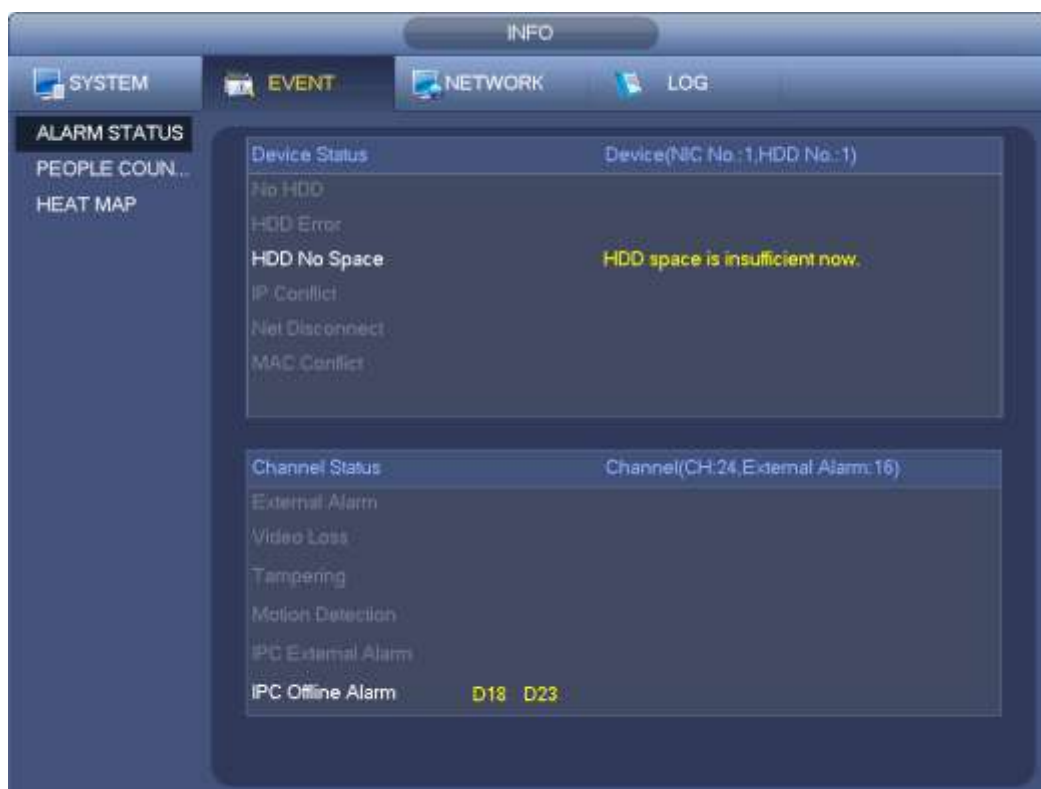 INFO
SYSTEM EVENT NETWORK LOG
ALARM STATUS
PEOPLE COUN...
HEAT MAP
Device Status Device(NIC No.:1,HDD No.:1)
No HDD
HDD Error
HDD No Space HDD space is insufficient now.
IP Conflict
Net Disconnect
MAC Conflict
Channel Status Channel(CH:24,External Alarm:16)
External Alarm
Video Loss
Tampering
Motion Detection
IPC External Alarm
IPC Offline Alarm D18 D23